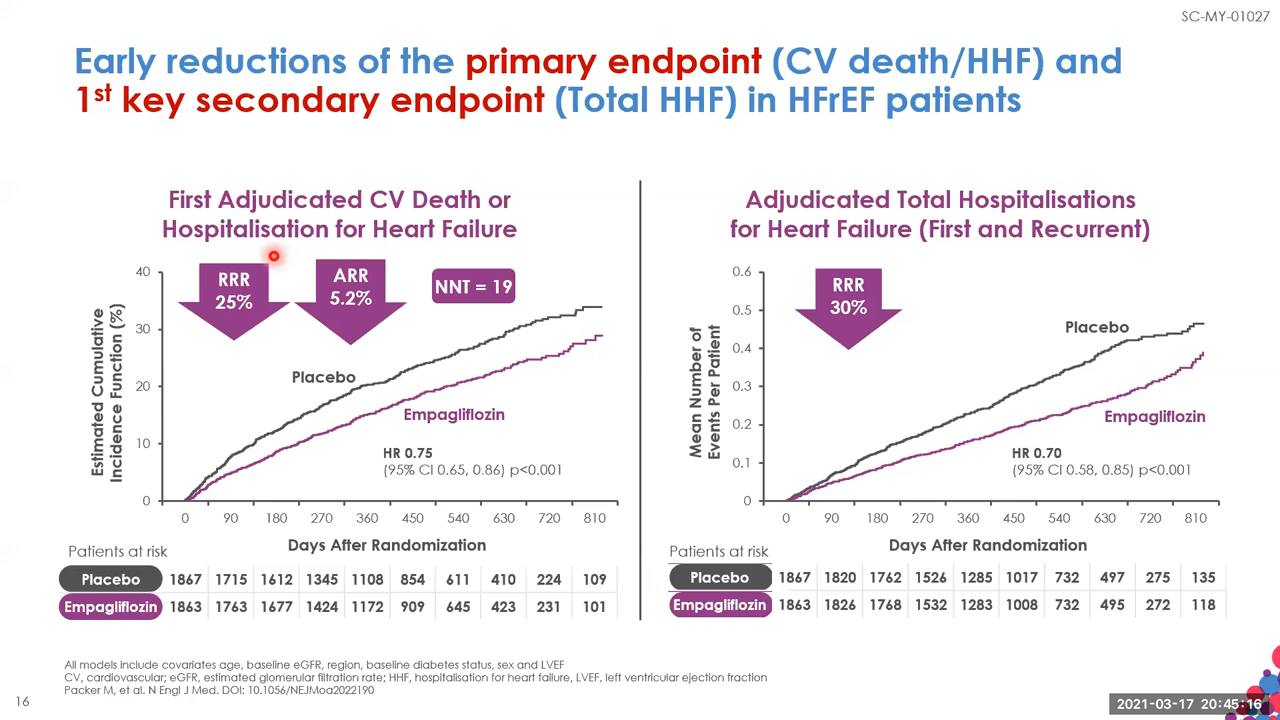 SC-MY-01027
Early reductions of the primary endpoint (CV death/HHF) and
1st key secondary endpoint (Total HHF) in HFrEF patients
First Adjudicated CV Death or
Hospitalisation for Heart Failure
RRR
25%
ARR
5.2%
NNT = 19
Estimated Cumulative
Incidence Function (%)
40
30
20
10
0
Placebo
Empagliflozin
HR 0.75
(95% CI 0.65, 0.86) p<0.001
0 90 180 270 360 450 540 630 720 810
Days After Randomization
Patients at risk
Placebo 1867 1715 1612 1345 1108 854 611 410 224 109
Empagliflozin 1863 1763 1677 1424 1172 909 645 423 231 101
Adjudicated Total Hospitalisations
for Heart Failure (First and Recurrent)
RRR
30%
Mean Number of
Events Per Patient
0.6
0.5
0.4
0.3
0.2
0.1
0
Placebo
Empagliflozin
HR 0.70
(95% CI 0.58, 0.85) p<0.001
0 90 180 270 360 450 540 630 720 810
Days After Randomization
Patients at risk
Placebo 1867 1820 1762 1526 1285 1017 732 497 275 135
Empagliflozin 1863 1826 1768 1532 1283 1008 732 495 272 118
All models include covariates age, baseline eGFR, region, baseline diabetes status, sex and LVEF
CV, cardiovascular; eGFR, estimated glomerular filtration rate; HHF, hospitalisation for heart failure, LVEF, left ventricular ejection fraction
Packer M, et al. N Engl J Med. DOI: 10.1056/NEJMoa2022190
16
2021-03-17 20:45:16